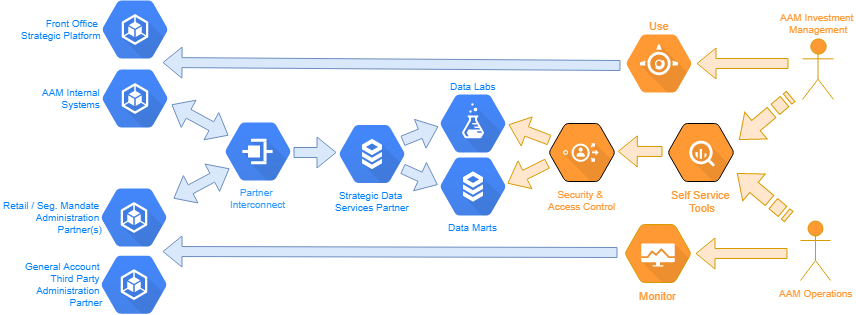 Front Office
Strategic Platform
AAM Internal
Systems
Retail / Seg. Mandate
Administration
Partner(s)
General Account
Third Party
Administration
Partner
Partner
Interconnect
Strategic Data
Services Partner
Data Labs
Data Marts
Security &
Access Control
Self Service
Tools
Use
Monitor
AAM Investment
Management
AAM Operations